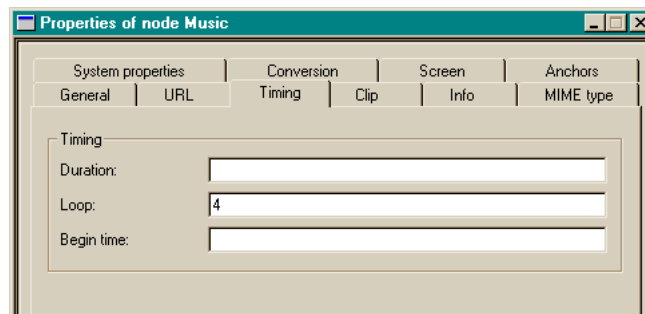 Properties of node Music
System properties Conversion Screen Anchors
General URL Timing Clip Info MIME type
Timing
Duration:
Loop: 4
Begin time: